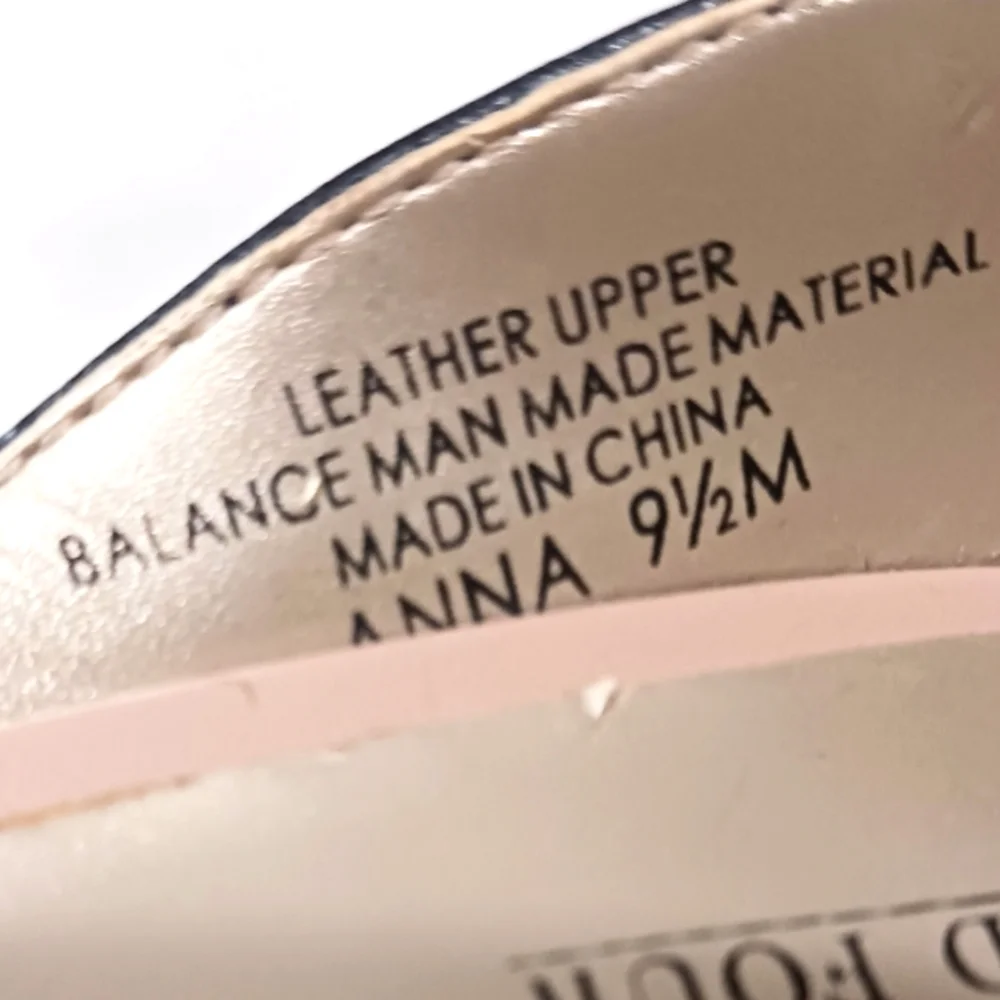 LEATHER UPPER
BALANCE MAN MADE MATERIAL
MADE IN CHINA
ANNA 9½M